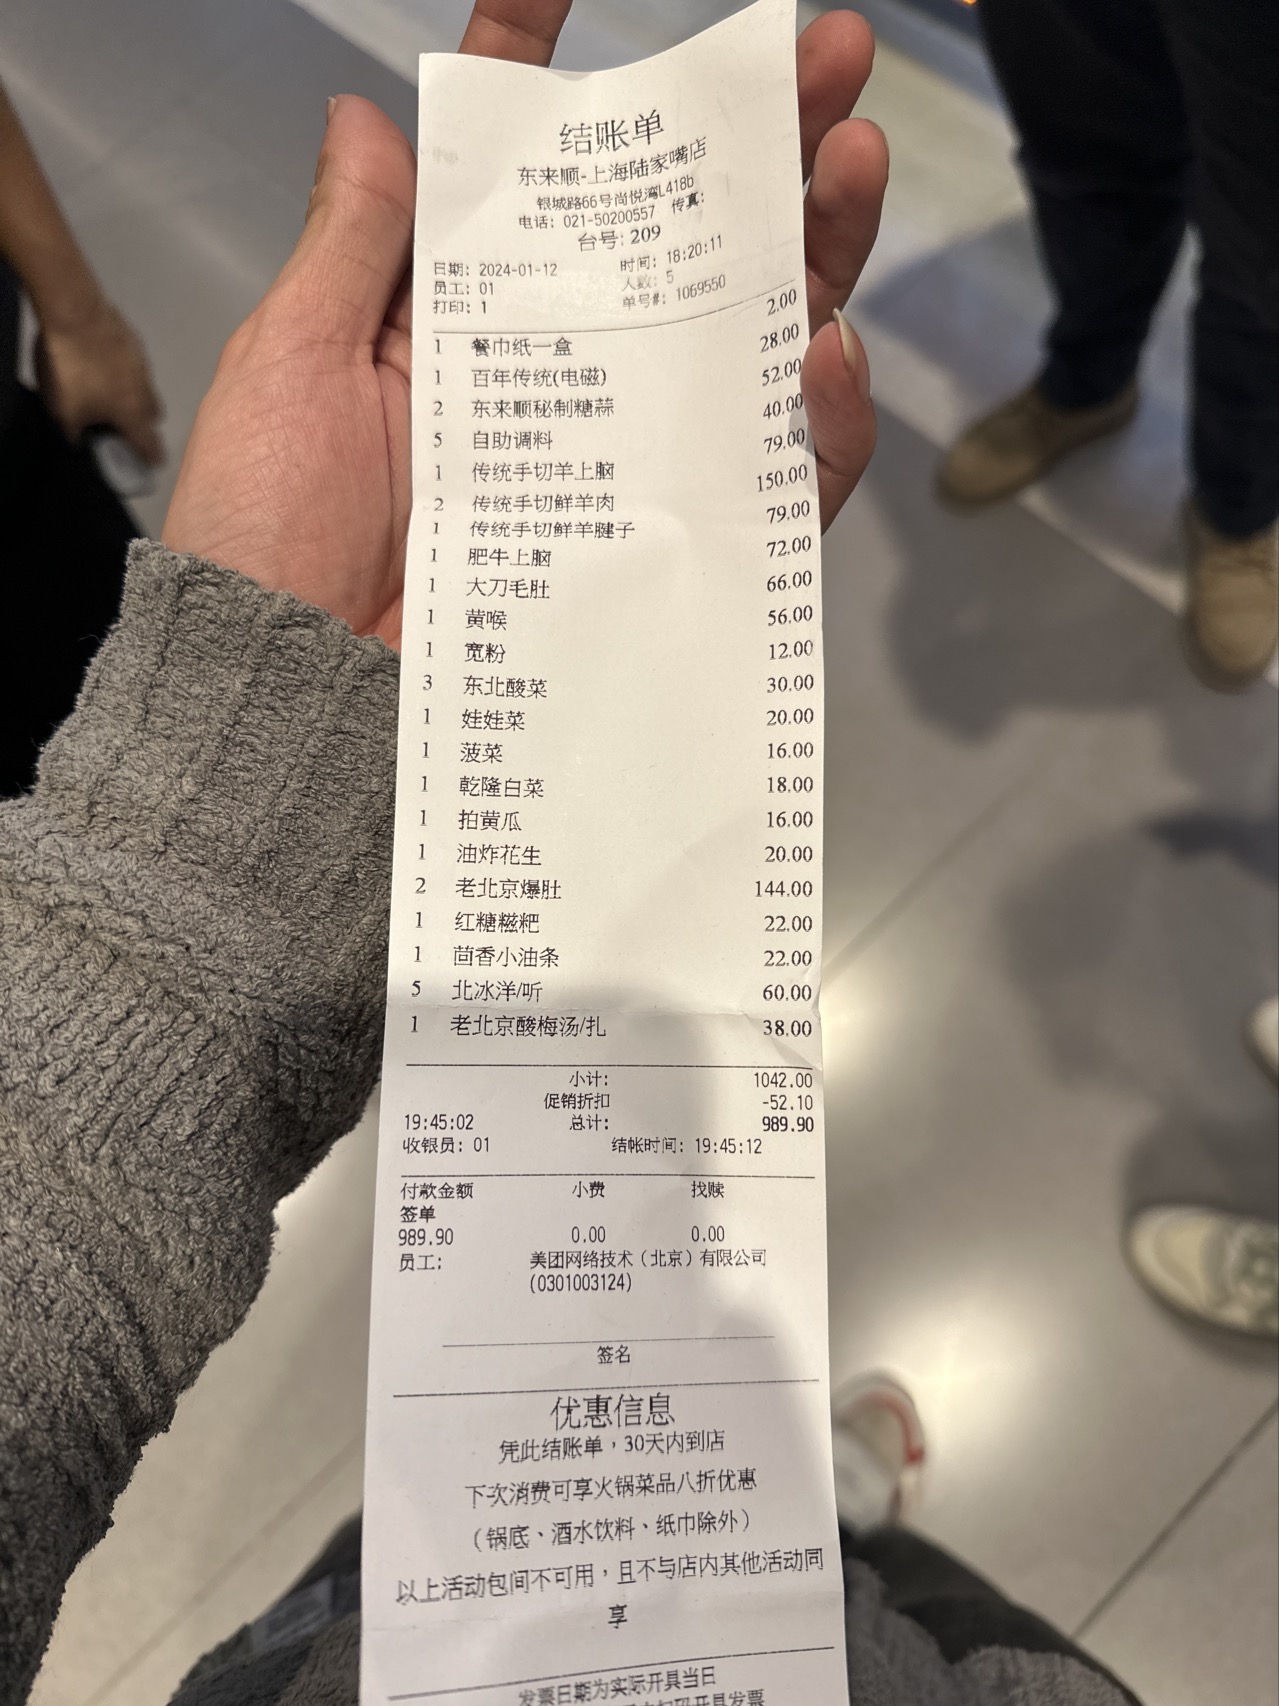 结账单
东来顺-上海陆家嘴店
银城路66号尚悦湾L418b
电话: 021-50200557 传真:
台号: 209
日期: 2024-01-12 时间: 18:20:11
员工: 01 人数: 5
打印: 1 单号#: 1069550
1 餐巾纸一盒 2.00
1 百年传统(电磁) 28.00
2 东来顺秘制糖蒜 52.00
5 自助调料 40.00
1 传统手切羊上脑 79.00
2 传统手切鲜羊肉 150.00
1 传统手切鲜羊腱子 79.00
1 肥牛上脑 72.00
1 大刀毛肚 66.00
1 黄喉 56.00
1 宽粉 12.00
3 东北酸菜 30.00
1 娃娃菜 20.00
1 菠菜 16.00
1 乾隆白菜 18.00
1 拍黄瓜 16.00
1 油炸花生 20.00
2 老北京爆肚 144.00
1 红糖糍粑 22.00
1 茴香小油条 22.00
5 北冰洋/听 60.00
1 老北京酸梅汤/扎 38.00
小计: 1042.00
促销折扣 -52.10
19:45:02 总计: 989.90
收银员: 01 结帐时间: 19:45:12
付款金额 小费 找赎
签单
989.90 0.00 0.00
员工: 美团网络技术（北京）有限公司
(0301003124)
签名
优惠信息
凭此结账单，30天内到店
下次消费可享火锅菜品八折优惠
（锅底、酒水饮料、纸巾除外）
以上活动包间不可用，且不与店内其他活动同
享
发票日期为实际开具当日
开具发票